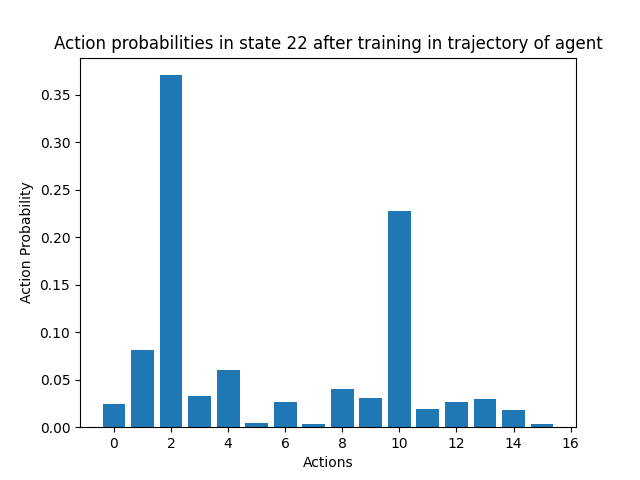 Action probabilities in state 22 after training in trajectory of agent
0.35
0.30
0.25
0.20
0.15
0.10
0.05
0.00
Action Probability
0 2 4 6 8 10 12 14 16
Actions